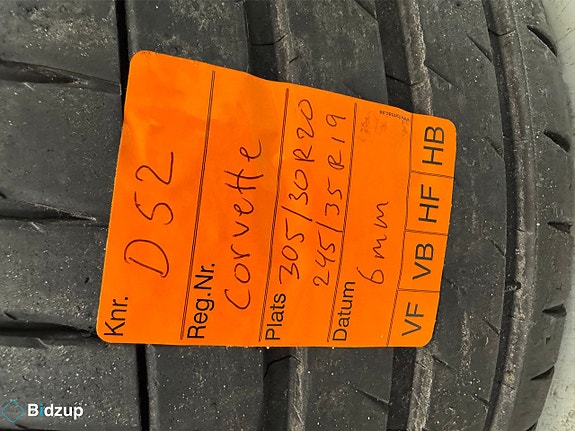 Knr. D52
Reg.Nr. Corvette
Plats 305/30R20
245/35R19
Datum 6mm
VF VB HF HB
Bidzup